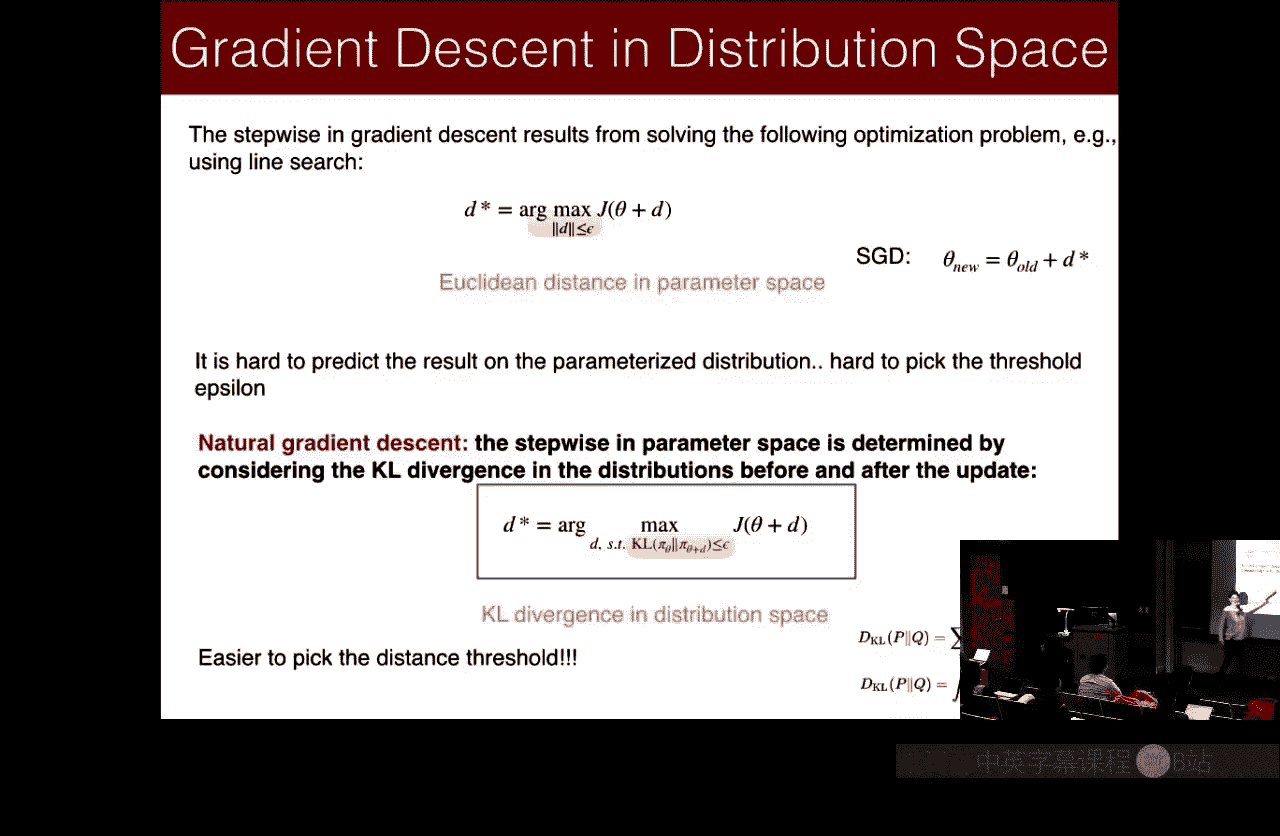 Gradient Descent in Distribution Space
The stepwise in gradient descent results from solving the following optimization problem, e.g.,
using line search:
d* = arg max J(θ + d)
‖d‖≤ϵ
SGD: θnew = θold + d*
Euclidean distance in parameter space
It is hard to predict the result on the parameterized distribution.. hard to pick the threshold
epsilon
Natural gradient descent: the stepwise in parameter space is determined by
considering the KL divergence in the distributions before and after the update:
d* = arg max J(θ + d)
d, s.t. KL(πθ‖πθ+d)≤ϵ
KL divergence in distribution space
DKL(P‖Q) = ∑
Easier to pick the distance threshold!!!
DKL(P‖Q) = ∫
中英字幕课程 B站